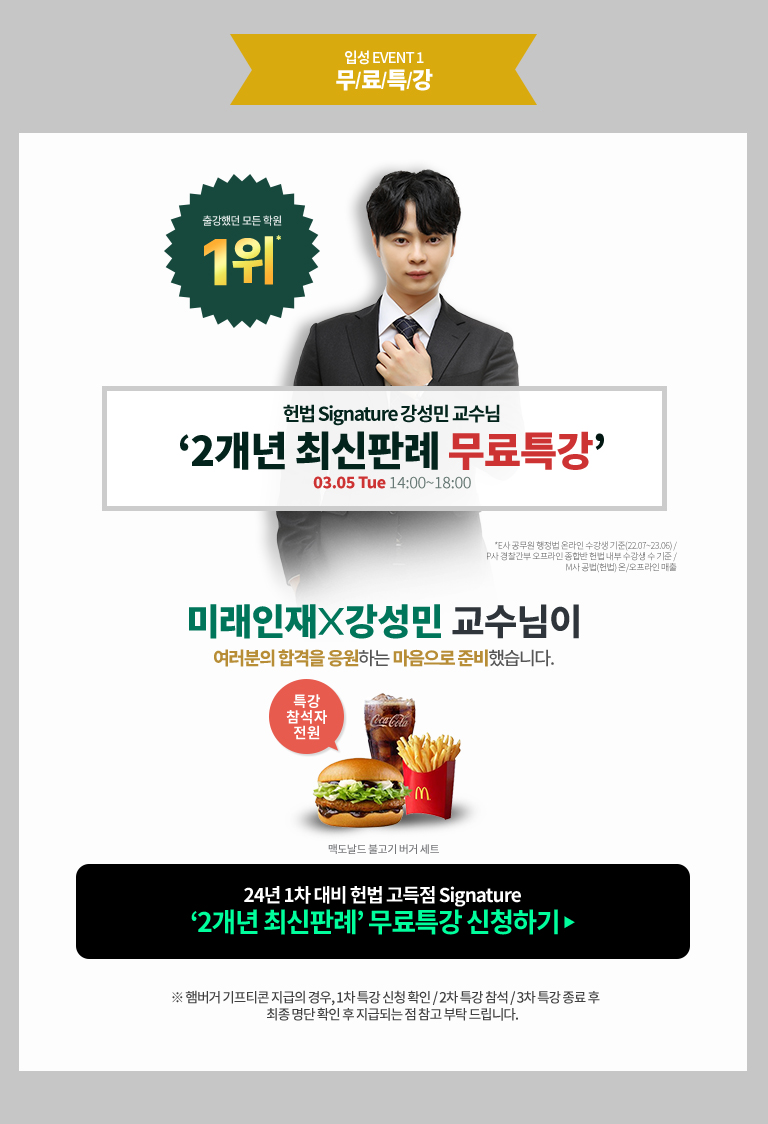 입성 EVENT 1
무/료/특/강
출강했던 모든 학원
1위*
헌법 Signature 강성민 교수님
‘2개년 최신판례 무료특강’
03.05 Tue 14:00~18:00
*E사 공무원 행정법 온라인 수강생 기준(22.07~23.06) /
P사 경찰간부 오프라인 종합반 헌법 내부 수강생 수 기준 /
M사 공법(헌법) 온/오프라인 매출
미래인재X강성민 교수님이
여러분의 합격을 응원하는 마음으로 준비했습니다.
특강
참석자
전원
Coca-Cola
맥도날드 불고기 버거 세트
24년 1차 대비 헌법 고득점 Signature
‘2개년 최신판례’ 무료특강 신청하기▶
※ 햄버거 기프티콘 지급의 경우, 1차 특강 신청 확인 / 2차 특강 참석 / 3차 특강 종료 후
최종 명단 확인 후 지급되는 점 참고 부탁 드립니다.